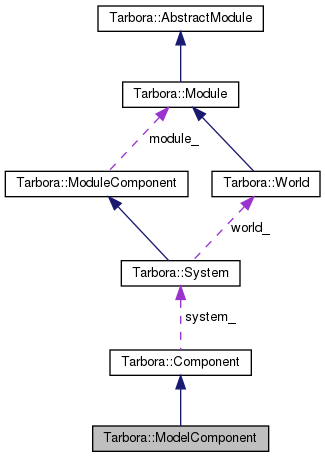 Tarbora::AbstractModule
Tarbora::Module
module_
Tarbora::ModuleComponent
Tarbora::World
world_
Tarbora::System
system_
Tarbora::Component
Tarbora::ModelComponent